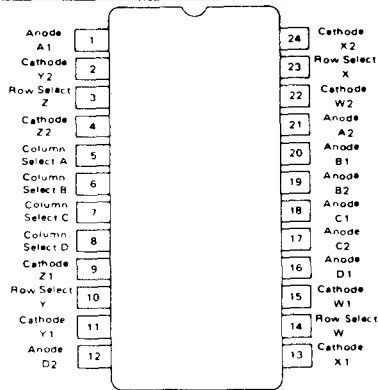 Anode
A1
1
Cathode
Y2
2
Row Select
Z
3
Cathode
Z2
4
Column
Select A
5
Column
Select B
6
Column
Select C
7
Column
Select D
8
Cathode
Z1
9
Row Select
Y
10
Cathode
Y1
11
Anode
D2
12
24
Cathode
X2
23
Row Select
X
22
Cathode
W2
21
Anode
A2
20
Anode
B1
19
Anode
B2
18
Anode
C1
17
Anode
C2
16
Anode
D1
15
Cathode
W1
14
Row Select
W
13
Cathode
X1